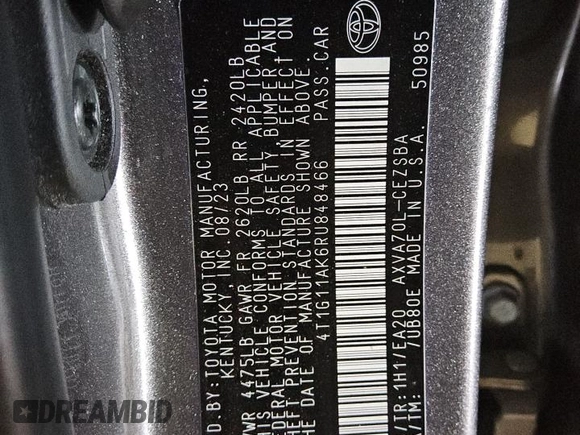 D BY: TOYOTA MOTOR MANUFACTURING,
KENTUCKY, INC. 08/23
VWR 4475LB GAWR FR 2620LB RR 2420LB
THIS VEHICLE CONFORMS TO ALL APPLICABLE
FEDERAL MOTOR VEHICLE SAFETY, BUMPER AND
THEFT PREVENTION STANDARDS IN EFFECT ON
THE DATE OF MANUFACTURE SHOWN ABOVE.
4T1G11AK6RU848466 PASS.CAR
/TR: 1H1/EA20 AXVA70L-CEZSBA
/TM: /UB80E MADE IN U.S.A. 50985
DREAMBID